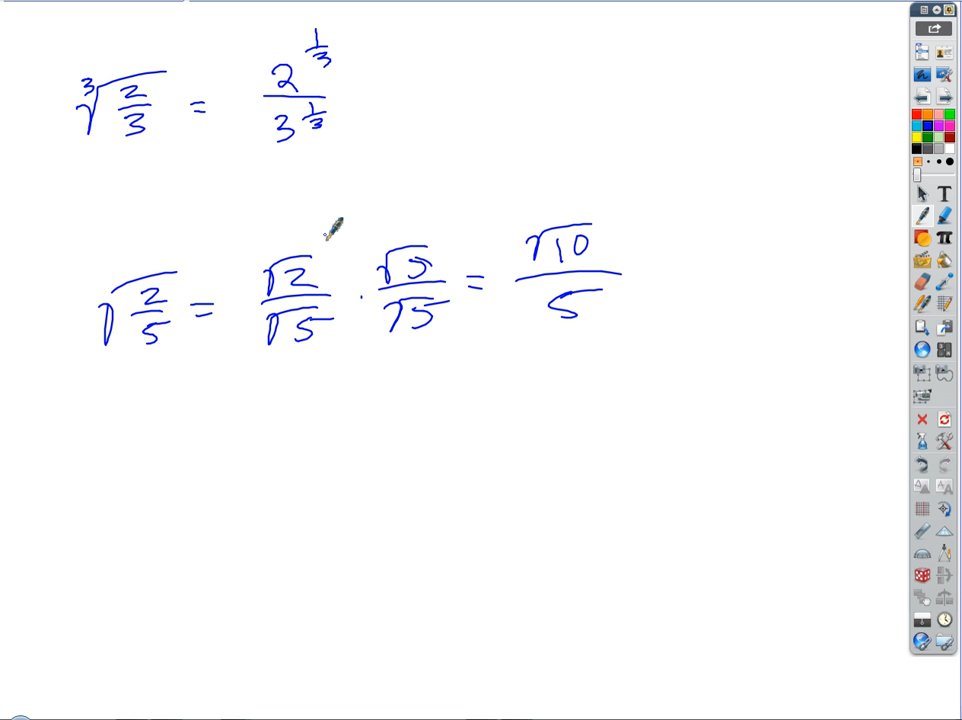 ∛(2/3) = 2^(1/3) / 3^(1/3)
√(2/5) = √2/√5 · √5/√5 = √10/5